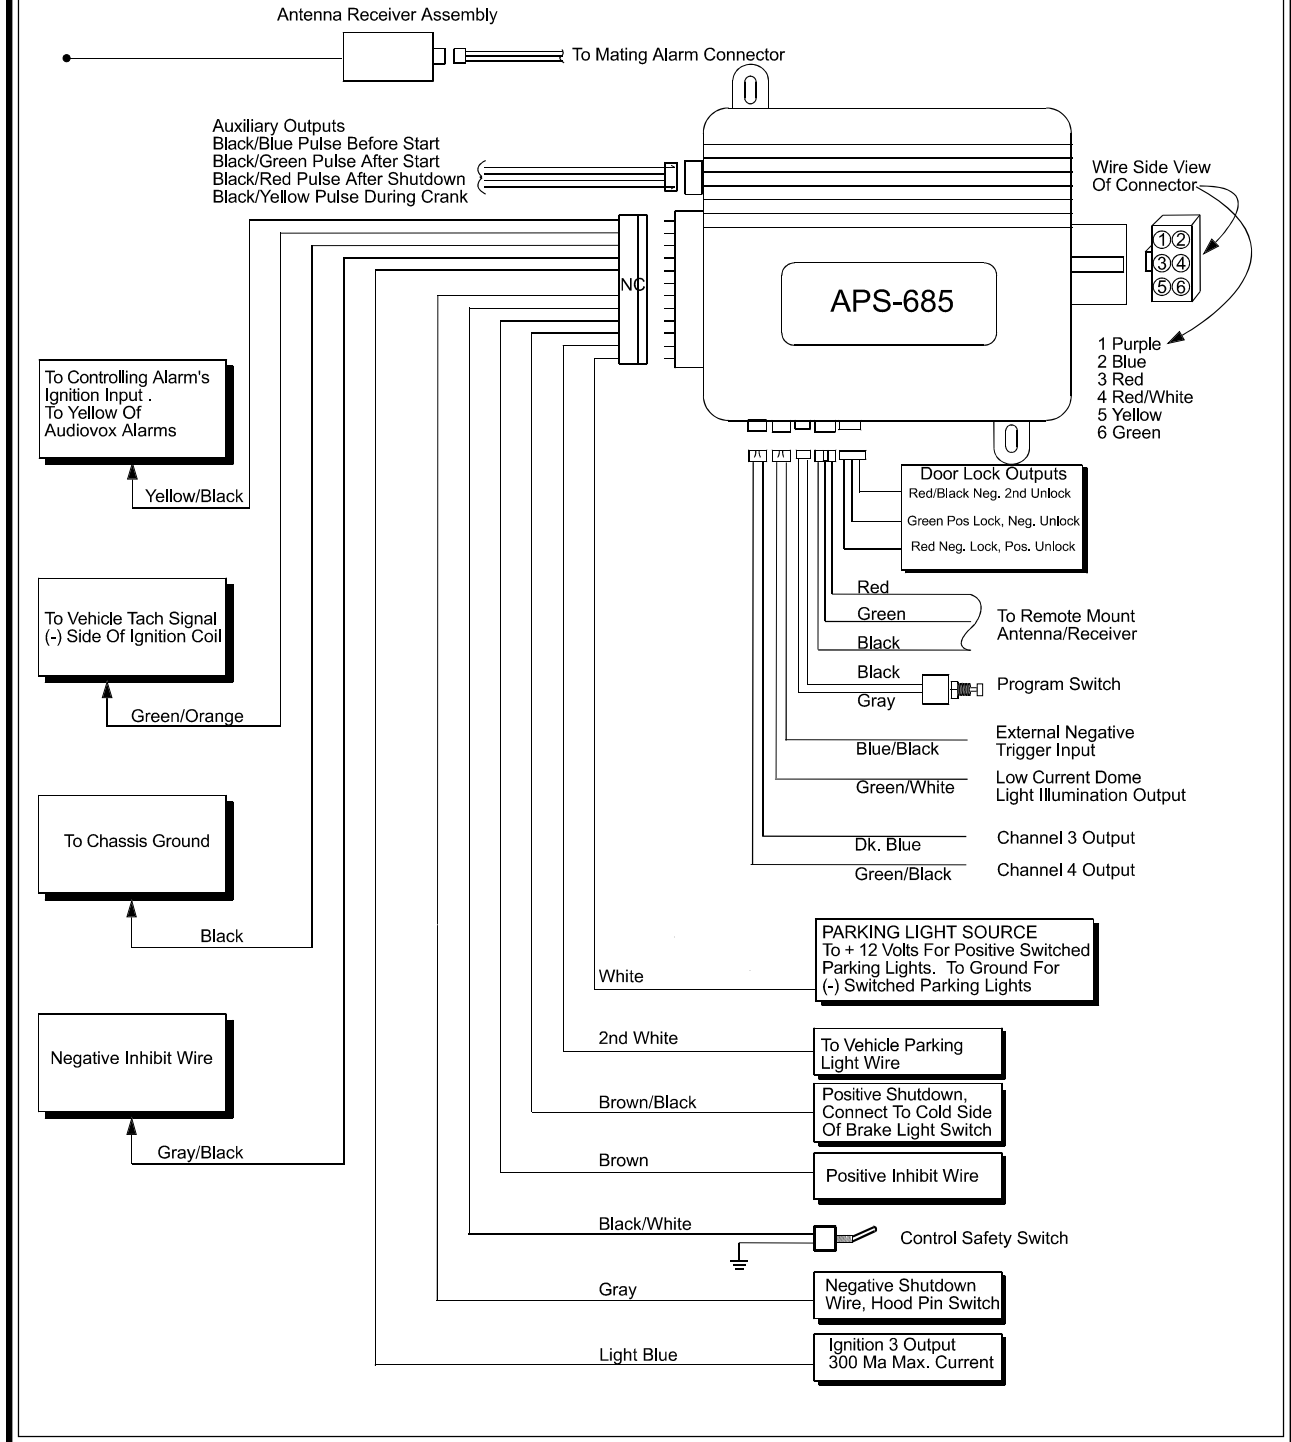 Antenna Receiver Assembly
To Mating Alarm Connector
Auxiliary Outputs
Black/Blue Pulse Before Start
Black/Green Pulse After Start
Black/Red Pulse After Shutdown
Black/Yellow Pulse During Crank
Wire Side View
Of Connector
1 2
3 4
5 6
NC
APS-685
1 Purple
2 Blue
3 Red
4 Red/White
5 Yellow
6 Green
To Controlling Alarm's
Ignition Input .
To Yellow Of
Audiovox Alarms
Yellow/Black
Door Lock Outputs
Red/Black Neg. 2nd Unlock
Green Pos Lock, Neg. Unlock
Red Neg. Lock, Pos. Unlock
Red
Green
Black
To Remote Mount
Antenna/Receiver
To Vehicle Tach Signal
(-) Side Of Ignition Coil
Green/Orange
Black
Gray
Program Switch
Blue/Black
External Negative
Trigger Input
Green/White
Low Current Dome
Light Illumination Output
Dk. Blue
Channel 3 Output
Green/Black
Channel 4 Output
To Chassis Ground
Black
White
PARKING LIGHT SOURCE
To + 12 Volts For Positive Switched
Parking Lights. To Ground For
(-) Switched Parking Lights
Negative Inhibit Wire
Gray/Black
2nd White
To Vehicle Parking
Light Wire
Brown/Black
Positive Shutdown,
Connect To Cold Side
Of Brake Light Switch
Brown
Positive Inhibit Wire
Black/White
Control Safety Switch
Gray
Negative Shutdown
Wire, Hood Pin Switch
Light Blue
Ignition 3 Output
300 Ma Max. Current